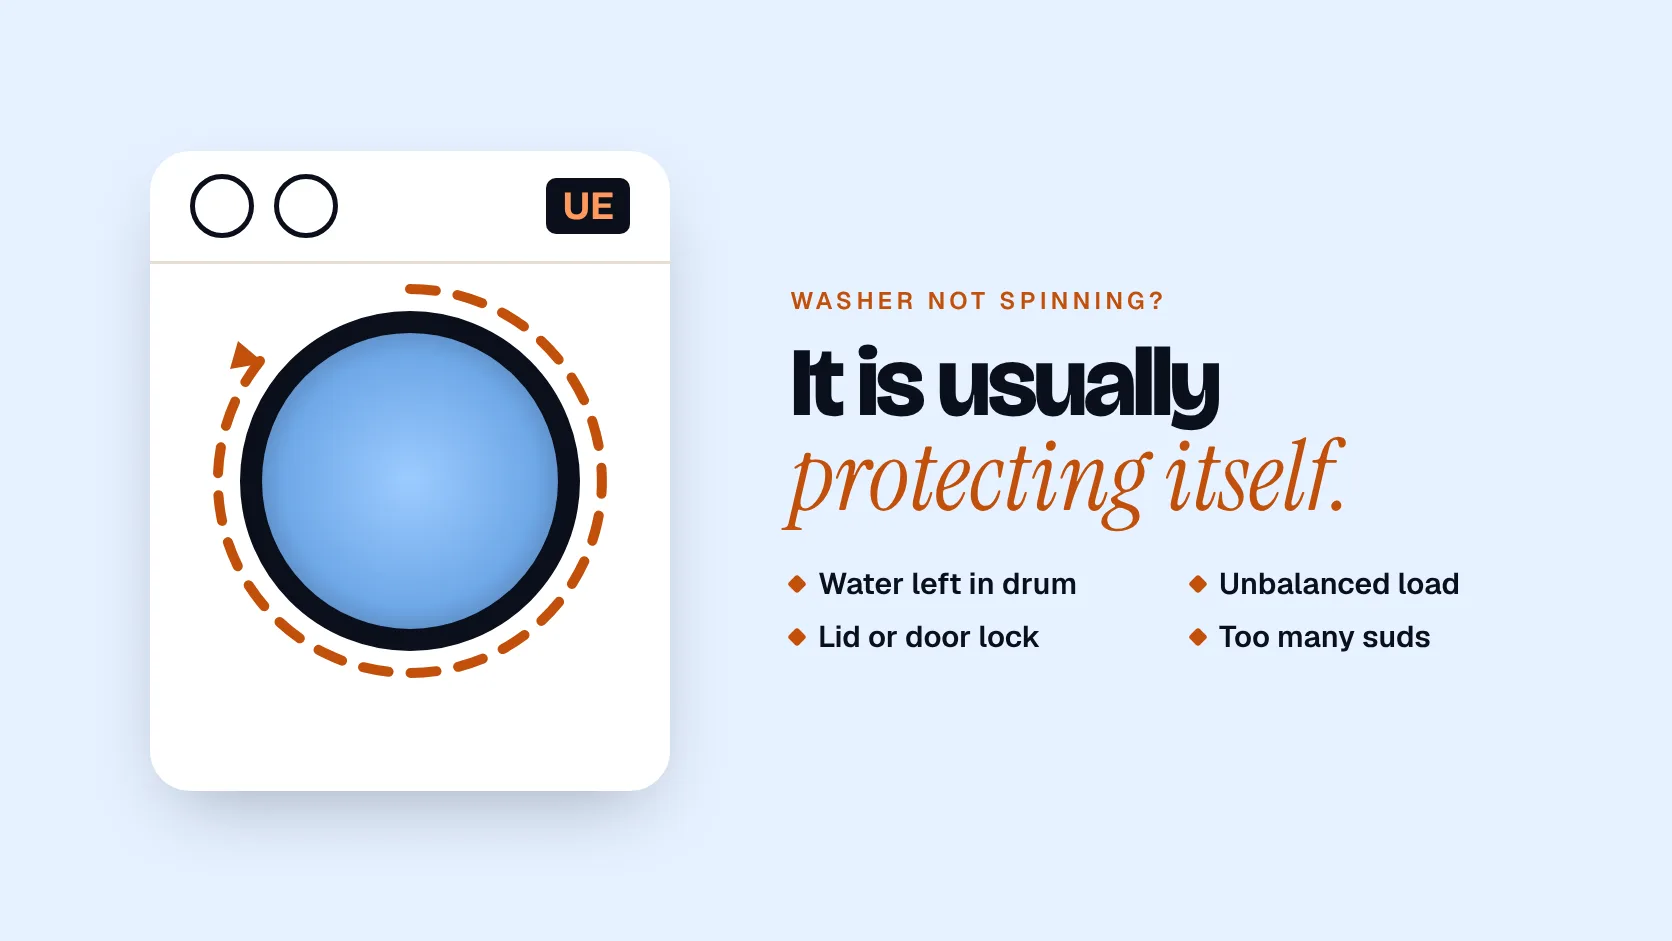 UE
WASHER NOT SPINNING?
It is usually
protecting itself.
Water left in drum
Unbalanced load
Lid or door lock
Too many suds